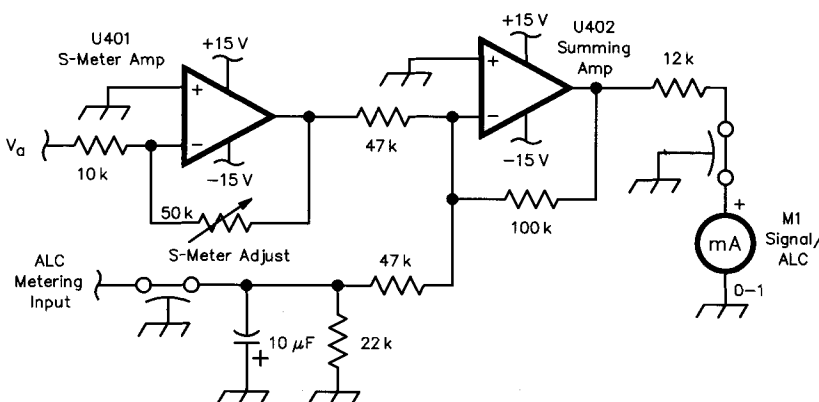 U401
S-Meter Amp
+15 V
+
−
−15 V
Va
10 k
50 k
S-Meter Adjust
47 k
U402
Summing
Amp
+15 V
+
−
−15 V
100 k
12 k
+
mA
0-1
M1
Signal/
ALC
ALC
Metering
Input
10 μF
+
22 k
47 k